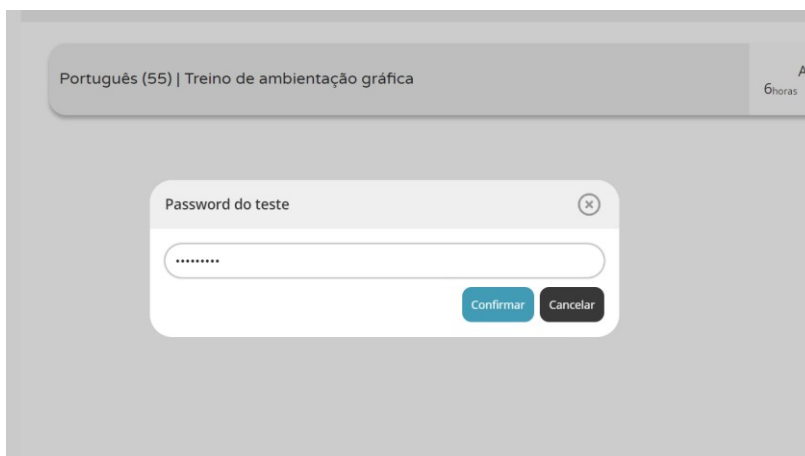 Português (55) | Treino de ambientação gráfica
A
6horas
Password do teste
•••••••••
Confirmar
Cancelar